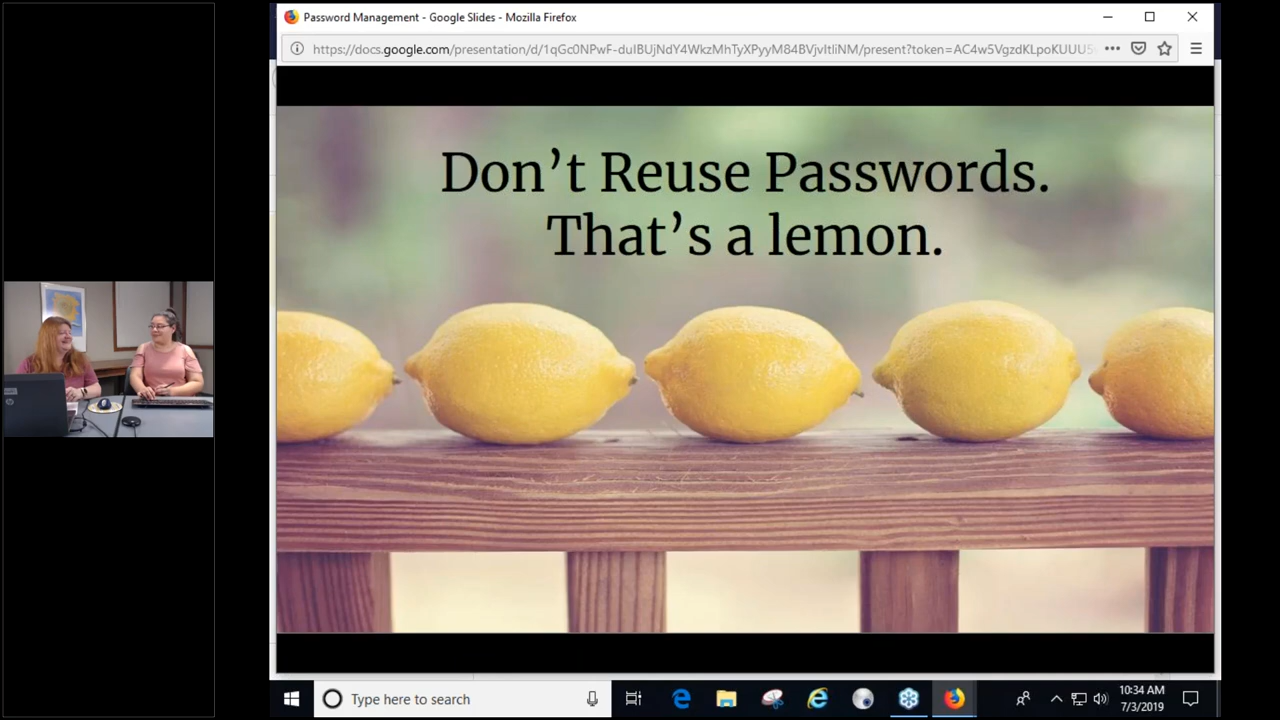 Password Management - Google Slides - Mozilla Firefox
https://docs.google.com/presentation/d/1qGc0NPwF-duIBUjNdY4WkzMhTyXPyyM84BVjvItIiNM/present?token=AC4w5VgzdKLpoKUUU5
Don’t Reuse Passwords.
That’s a lemon.
Type here to search
10:34 AM
7/3/2019